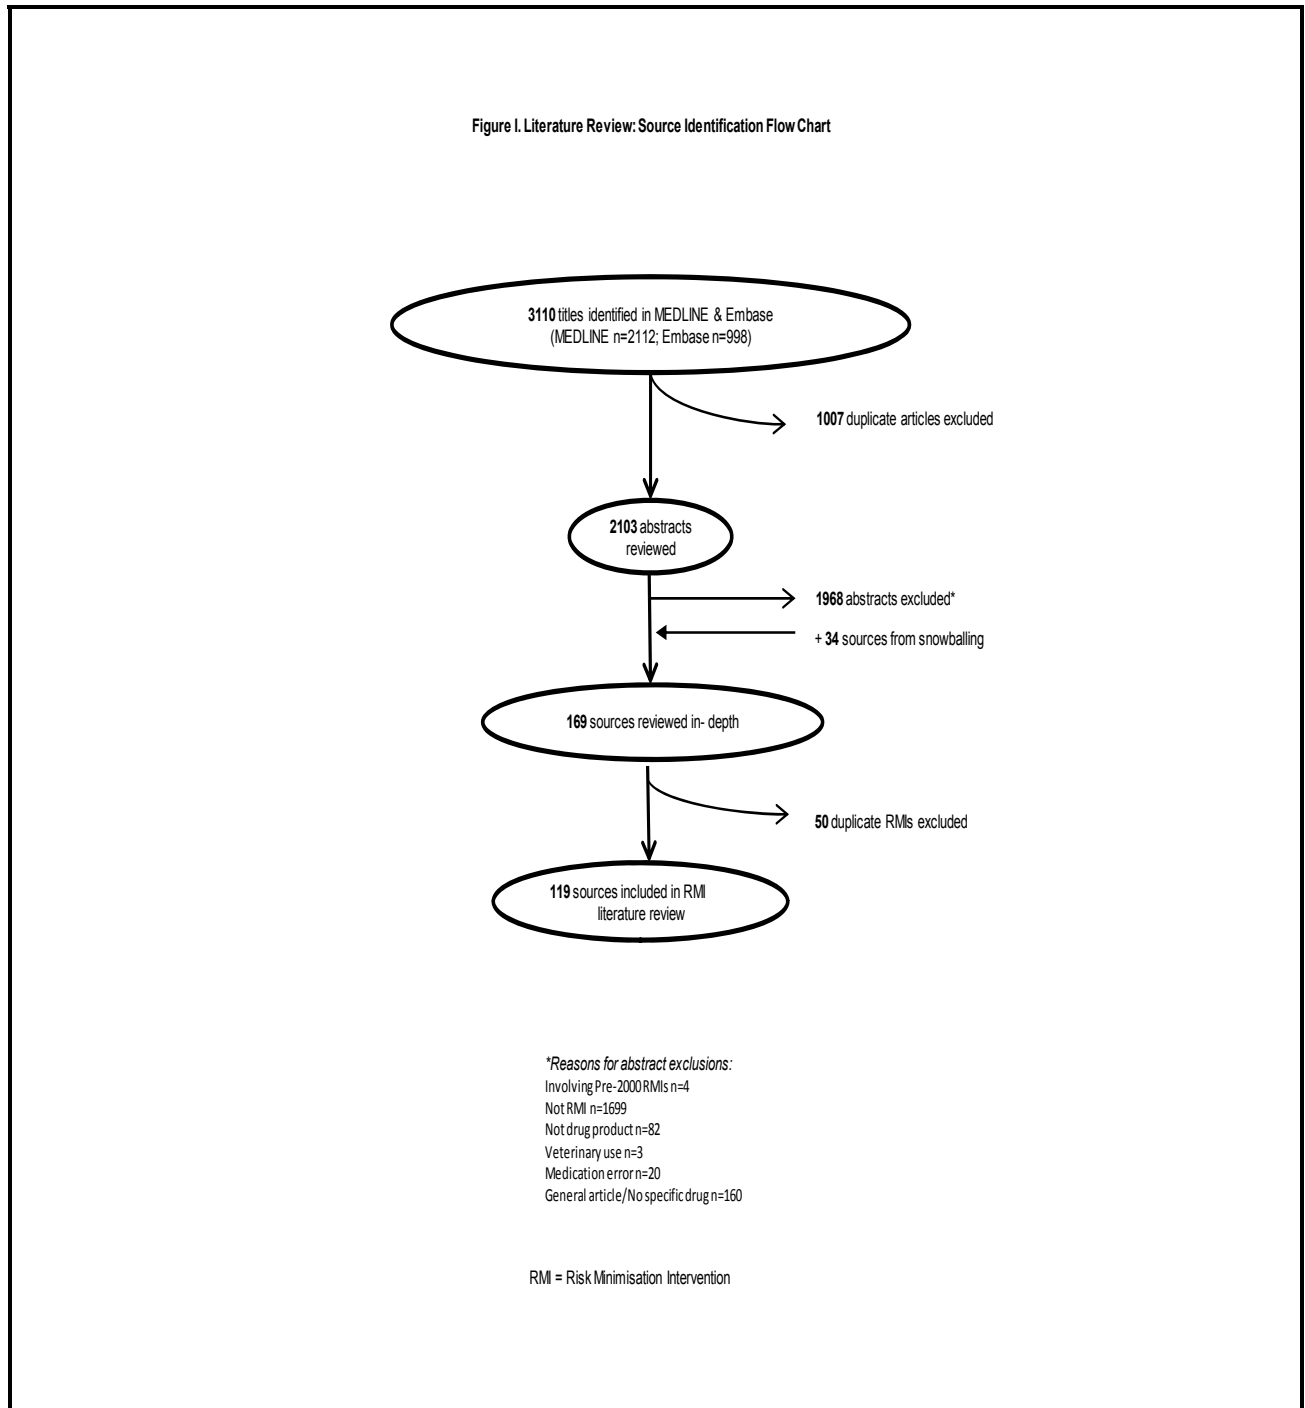 Figure I. Literature Review: Source Identification Flow Chart
3110 titles identified in MEDLINE & Embase
(MEDLINE n=2112; Embase n=998)
1007 duplicate articles excluded
2103 abstracts
reviewed
1968 abstracts excluded*
+ 34 sources from snowballing
169 sources reviewed in- depth
50 duplicate RMIs excluded
119 sources included in RMI
literature review
*Reasons for abstract exclusions:
Involving Pre-2000 RMIs n=4
Not RMI n=1699
Not drug product n=82
Veterinary use n=3
Medication error n=20
General article/No specific drug n=160
RMI = Risk Minimisation Intervention